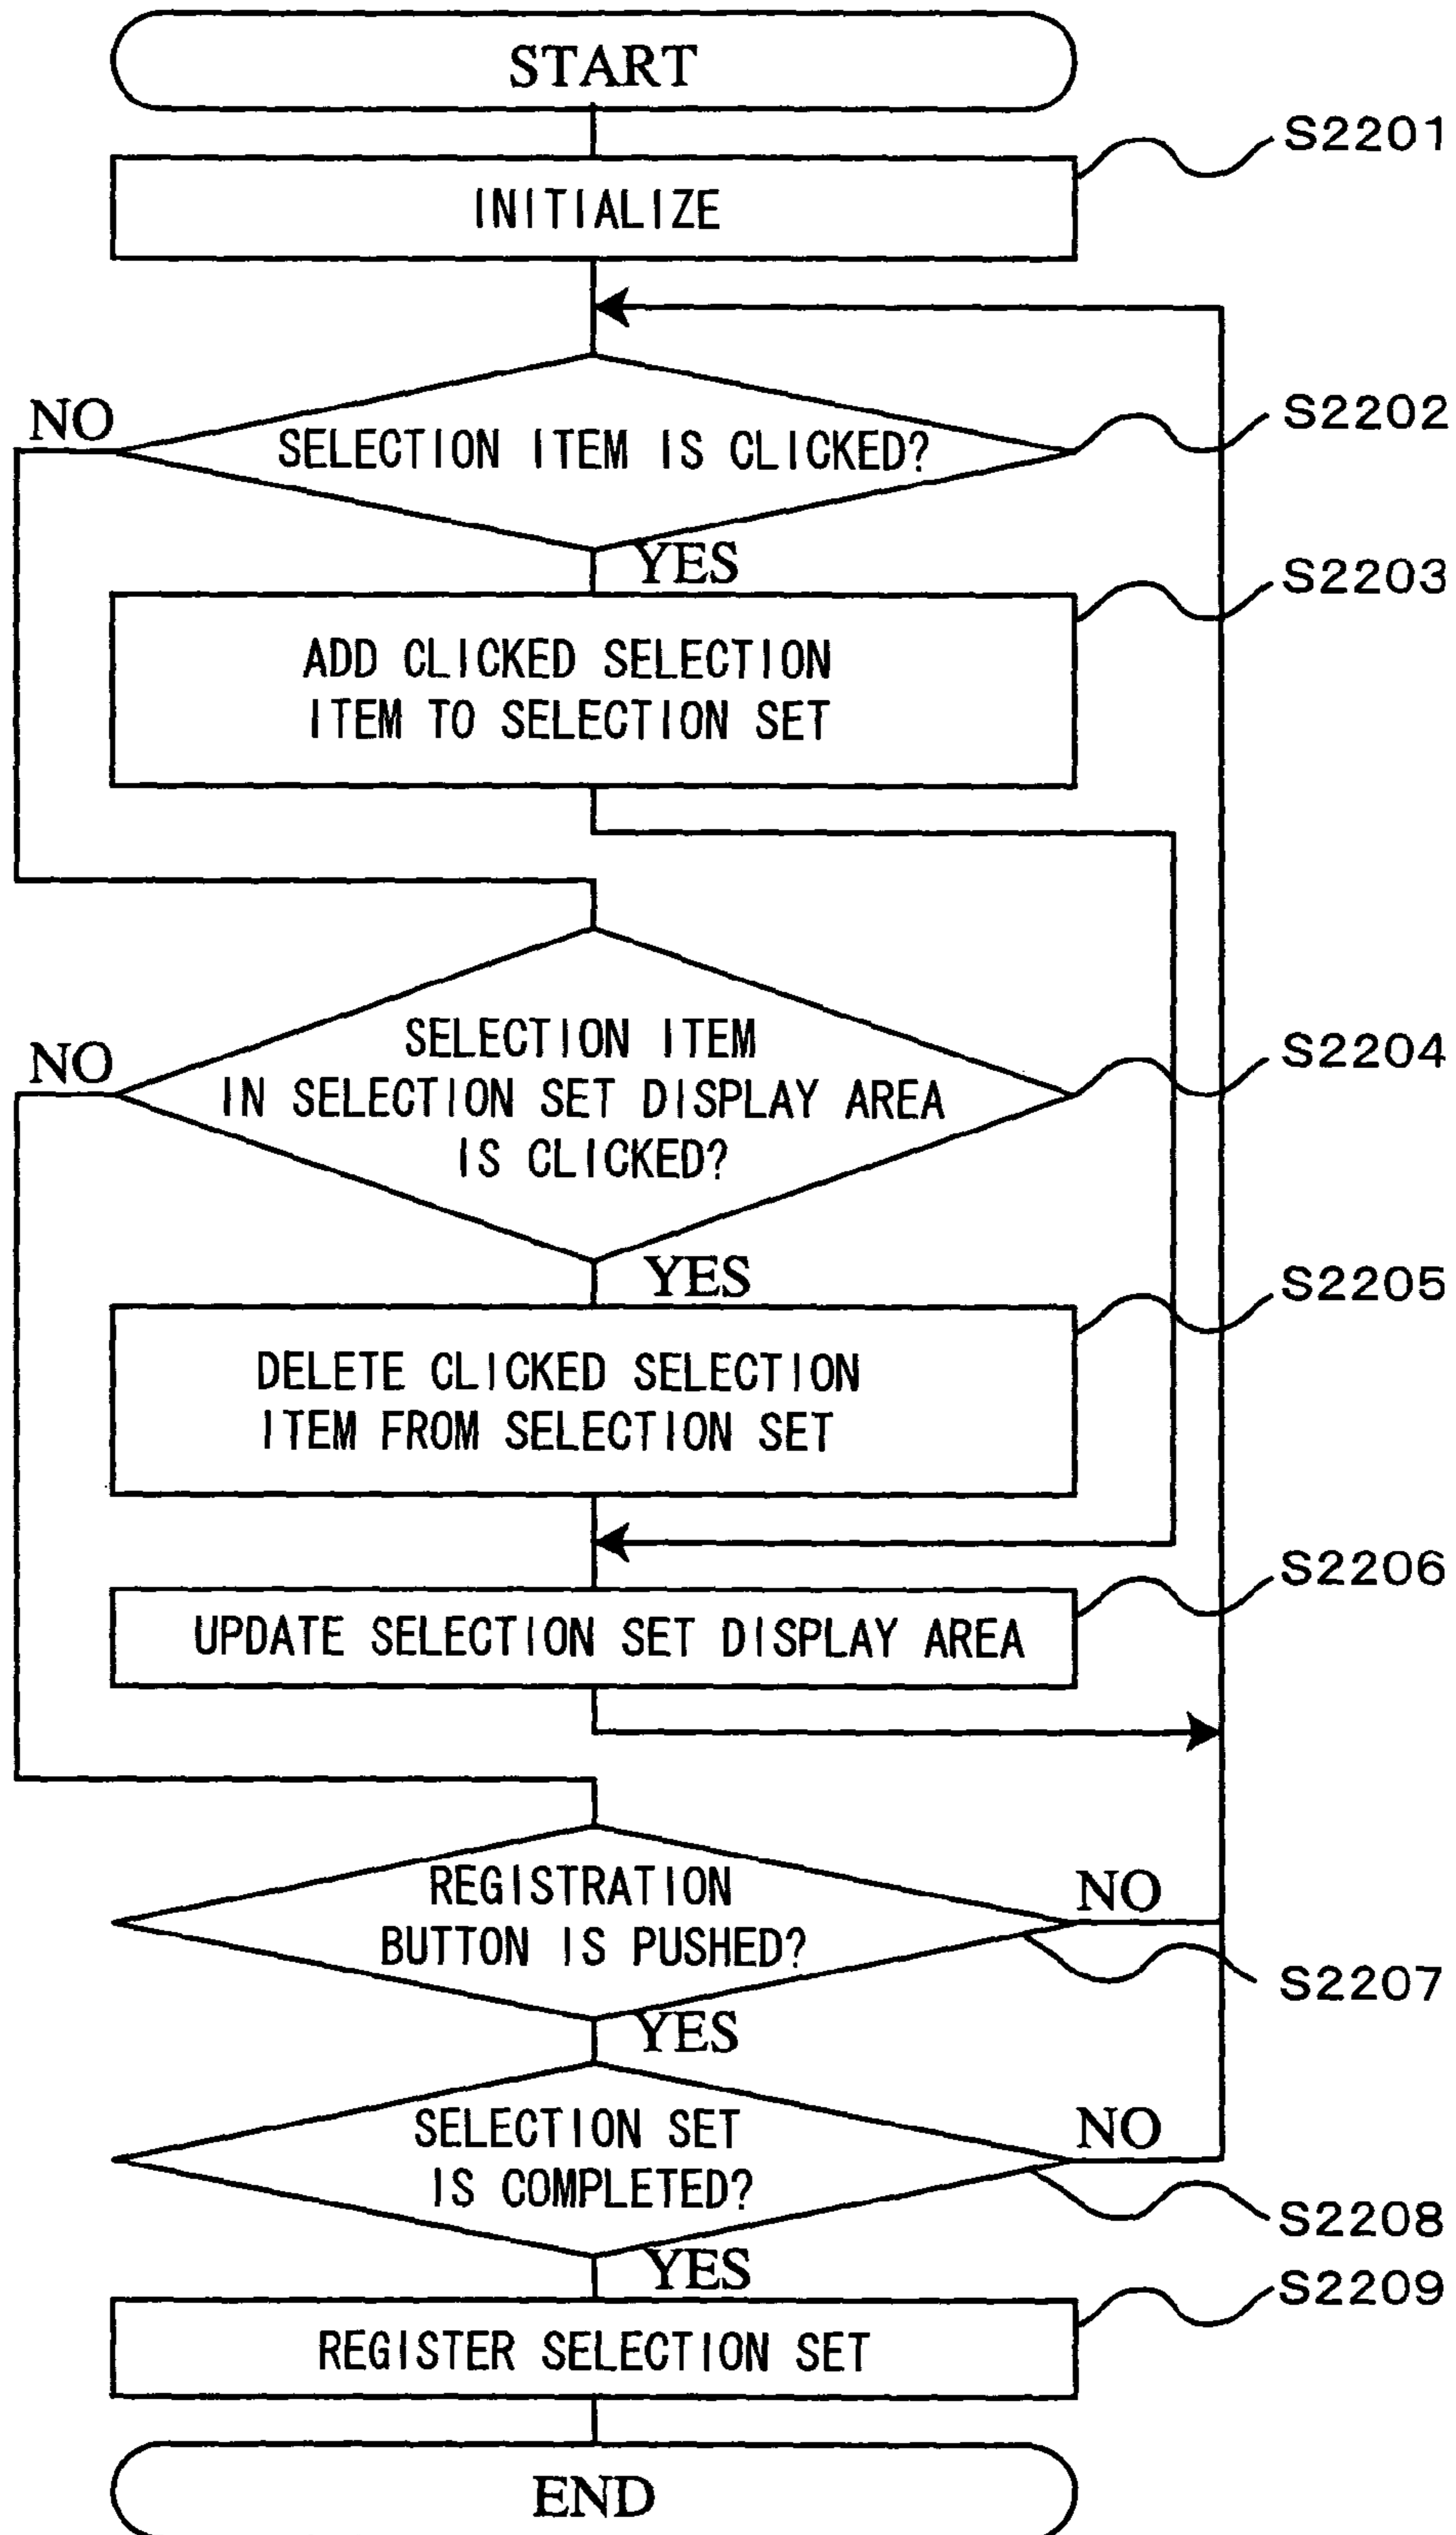 START
S2201
INITIALIZE
NO
SELECTION ITEM IS CLICKED?
S2202
YES
S2203
ADD CLICKED SELECTION
ITEM TO SELECTION SET
NO
SELECTION ITEM
IN SELECTION SET DISPLAY AREA
IS CLICKED?
S2204
YES
S2205
DELETE CLICKED SELECTION
ITEM FROM SELECTION SET
S2206
UPDATE SELECTION SET DISPLAY AREA
REGISTRATION
BUTTON IS PUSHED?
NO
S2207
YES
SELECTION SET
IS COMPLETED?
NO
S2208
YES
S2209
REGISTER SELECTION SET
END